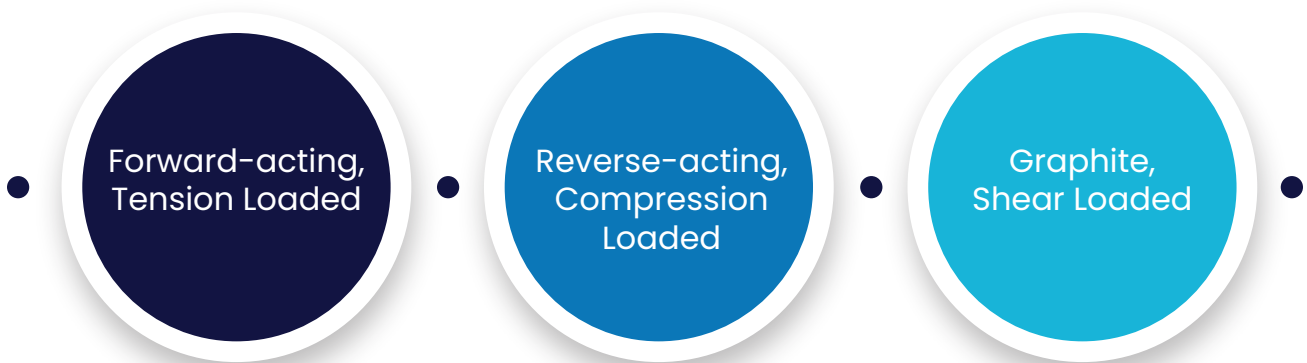 Forward-acting,
Tension Loaded
Reverse-acting,
Compression
Loaded
Graphite,
Shear Loaded